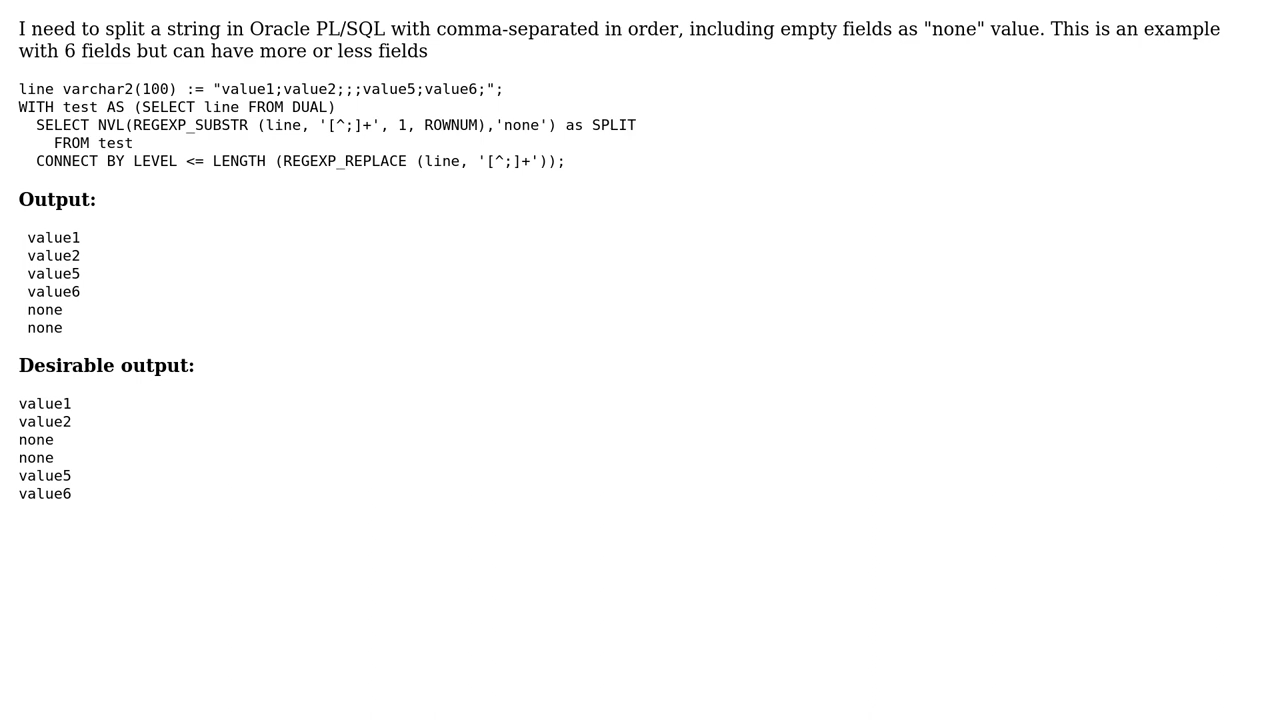 I need to split a string in Oracle PL/SQL with comma-separated in order, including empty fields as "none" value. This is an example
with 6 fields but can have more or less fields
line varchar2(100) := "value1;value2;;;value5;value6;";
WITH test AS (SELECT line FROM DUAL)
  SELECT NVL(REGEXP_SUBSTR (line, '[^;]+', 1, ROWNUM),'none') as SPLIT
    FROM test
  CONNECT BY LEVEL <= LENGTH (REGEXP_REPLACE (line, '[^;]+'));
Output:
 value1
 value2
 value5
 value6
 none
 none
Desirable output:
value1
value2
none
none
value5
value6